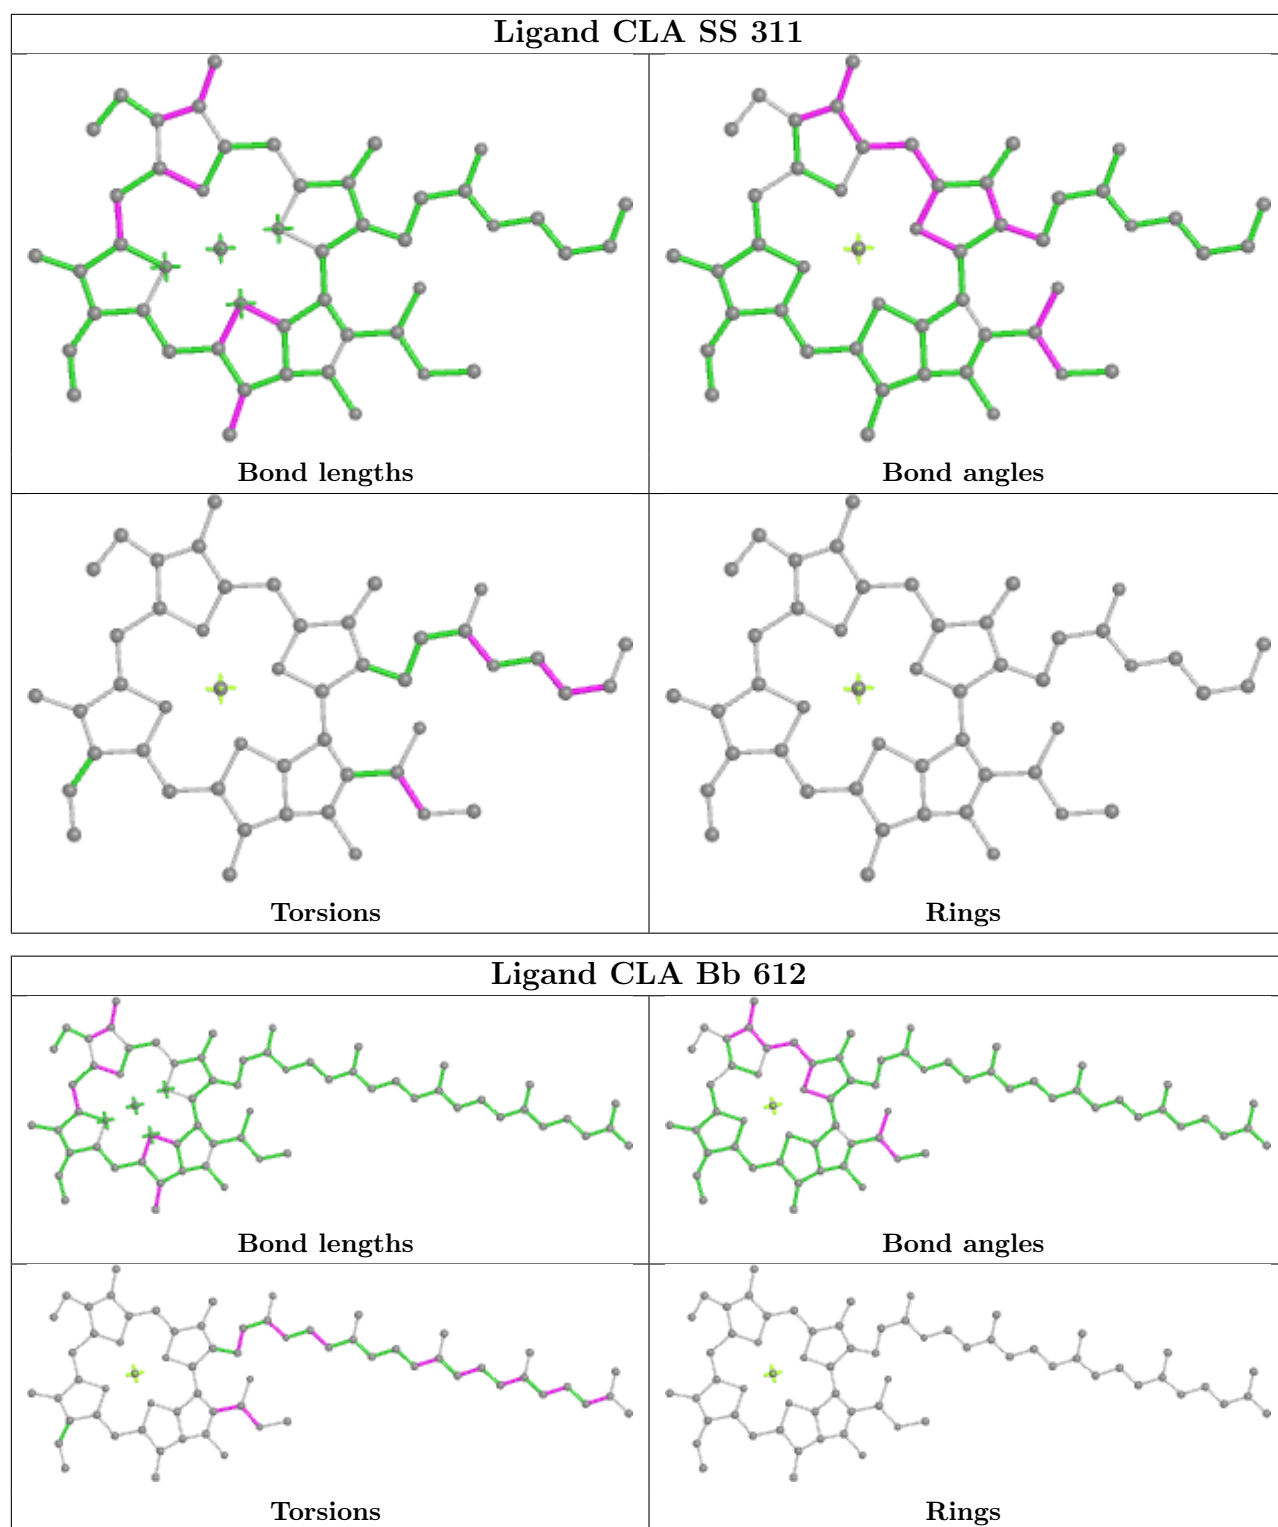 Ligand CLA SS 311
Bond lengths
Bond angles
Torsions
Rings
Ligand CLA Bb 612
Bond lengths
Bond angles
Torsions
Rings